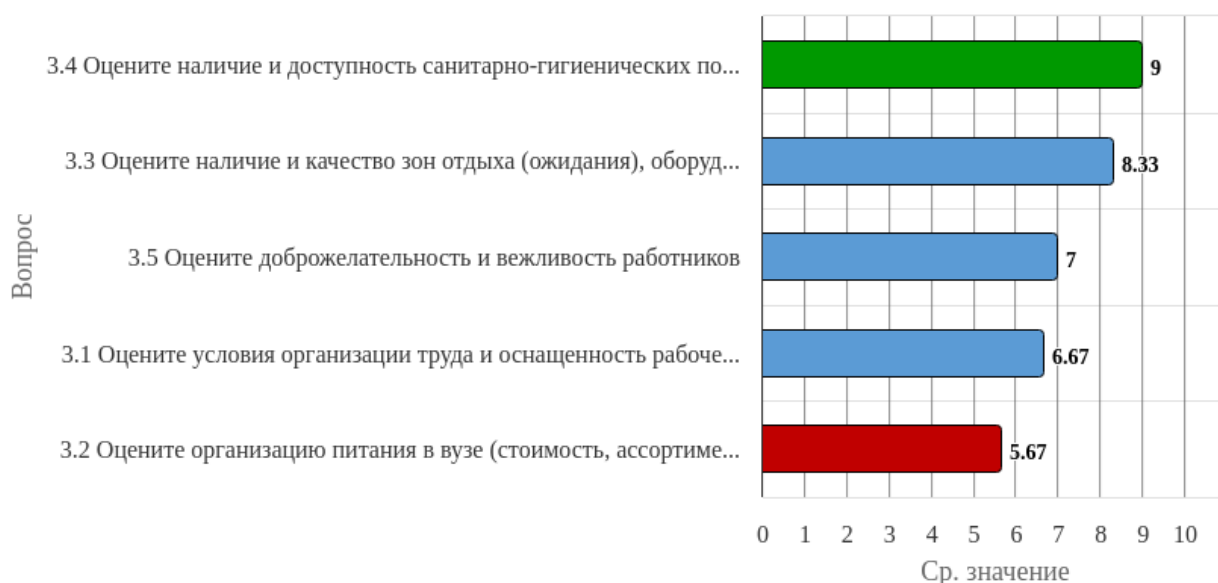 3.4 Оцените наличие и доступность санитарно-гигиенических по...
9
3.3 Оцените наличие и качество зон отдыха (ожидания), оборуд...
8.33
Вопрос
3.5 Оцените доброжелательность и вежливость работников
7
3.1 Оцените условия организации труда и оснащенность рабоче...
6.67
3.2 Оцените организацию питания в вузе (стоимость, ассортиме...
5.67
0 1 2 3 4 5 6 7 8 9 10
Ср. значение